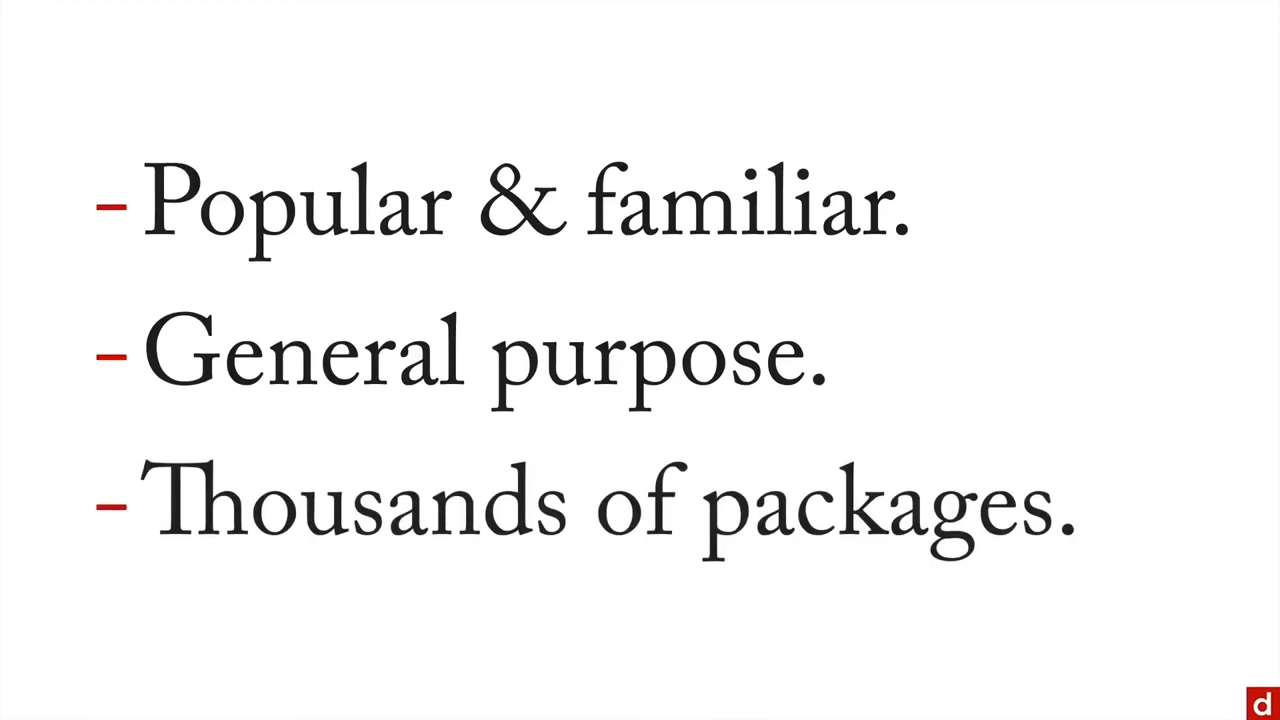 - Popular & familiar.
- General purpose.
- Thousands of packages.
d